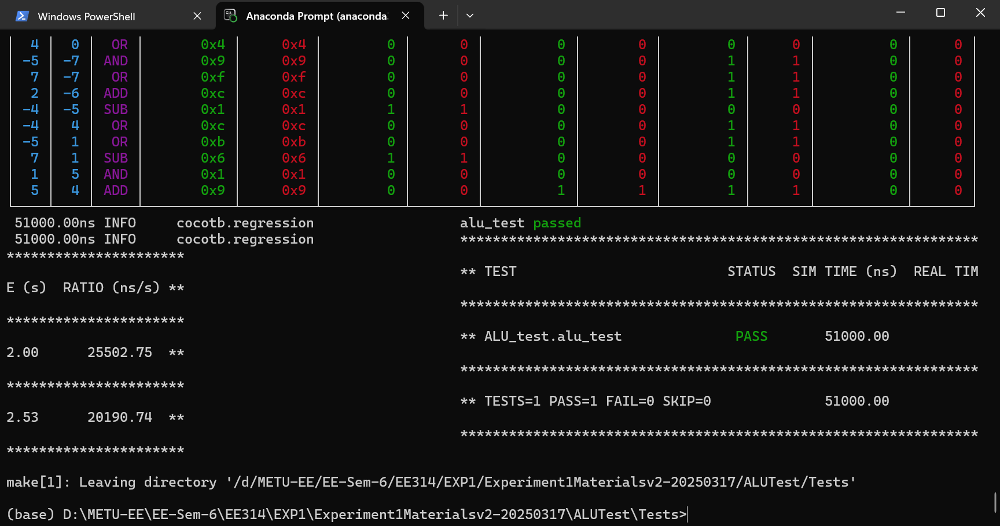 Windows PowerShell
Anaconda Prompt (anaconda
4 0 OR 0x4 0x4 0 0 0 0 0 0 0 0
-5 -7 AND 0x9 0x9 0 0 0 0 1 1 0 0
7 -7 OR 0xf 0xf 0 0 0 0 1 1 0 0
2 -6 ADD 0xc 0xc 0 0 0 0 1 1 0 0
-4 -5 SUB 0x1 0x1 1 1 0 0 0 0 0 0
-4 4 OR 0xc 0xc 0 0 0 0 1 1 0 0
-5 1 OR 0xb 0xb 0 0 0 0 1 1 0 0
7 1 SUB 0x6 0x6 1 1 0 0 0 0 0 0
1 5 AND 0x1 0x1 0 0 0 0 0 0 0 0
5 4 ADD 0x9 0x9 0 0 1 1 1 1 0 0
51000.00ns INFO cocotb.regression alu_test passed
51000.00ns INFO cocotb.regression ****************************************************************
**********************
** TEST STATUS SIM TIME (ns) REAL TIM
E (s) RATIO (ns/s) **
****************************************************************
**********************
** ALU_test.alu_test PASS 51000.00
2.00 25502.75 **
****************************************************************
**********************
** TESTS=1 PASS=1 FAIL=0 SKIP=0 51000.00
2.53 20190.74 **
****************************************************************
**********************
make[1]: Leaving directory '/d/METU-EE/EE-Sem-6/EE314/EXP1/Experiment1Materialsv2-20250317/ALUTest/Tests'
(base) D:\METU-EE\EE-Sem-6\EE314\EXP1\Experiment1Materialsv2-20250317\ALUTest\Tests>